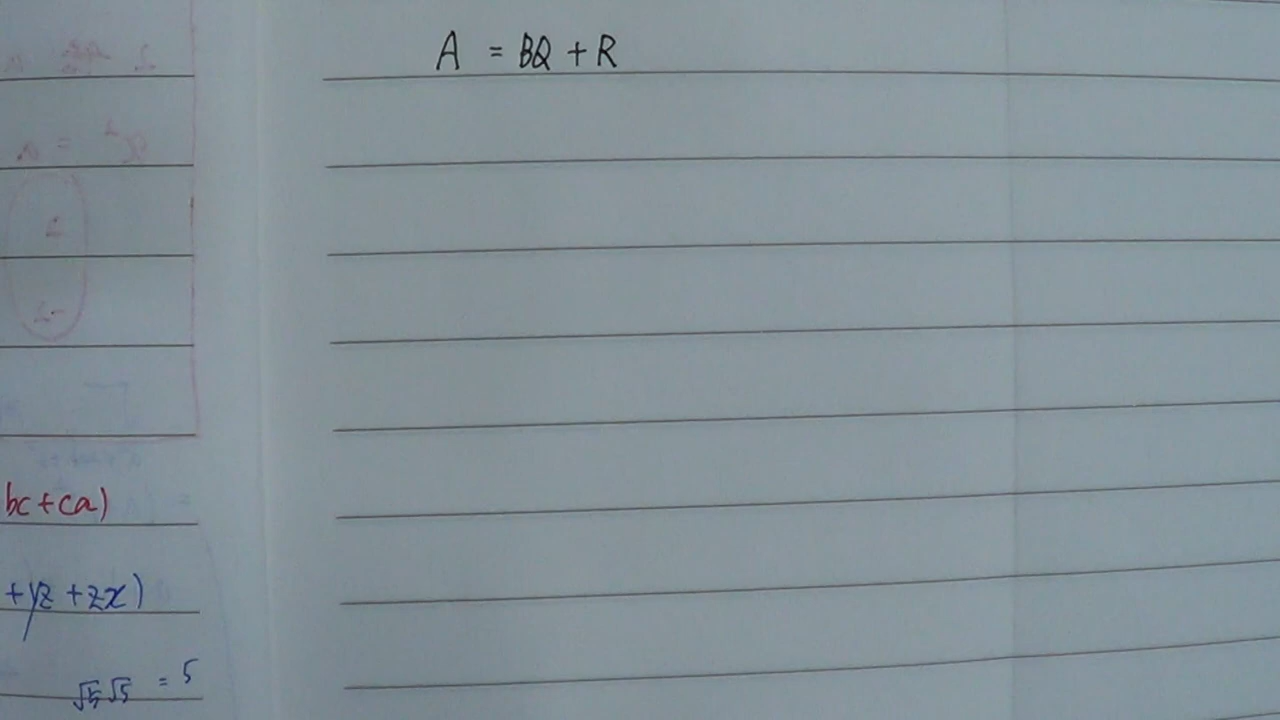 A = BQ + R
bc+ca)
+yz +zx)
√5 √5 = 5